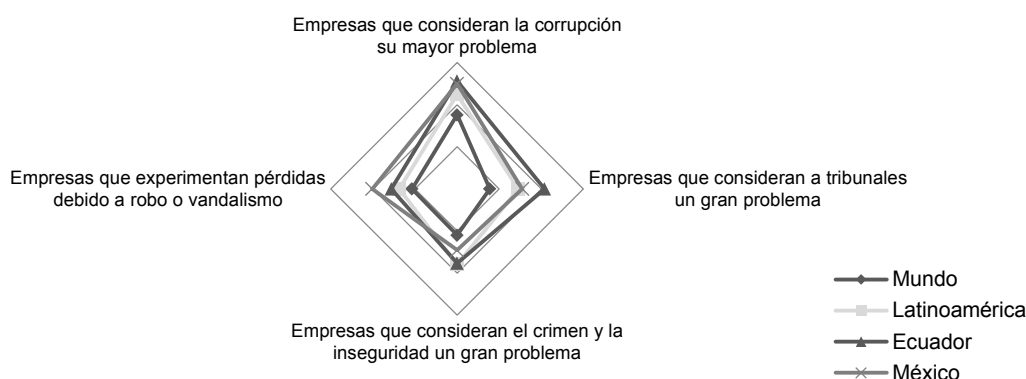 Empresas que consideran la corrupción
su mayor problema
Empresas que experimentan pérdidas
debido a robo o vandalismo
Empresas que consideran a tribunales
un gran problema
Empresas que consideran el crimen y la
inseguridad un gran problema
Mundo
Latinoamérica
Ecuador
México